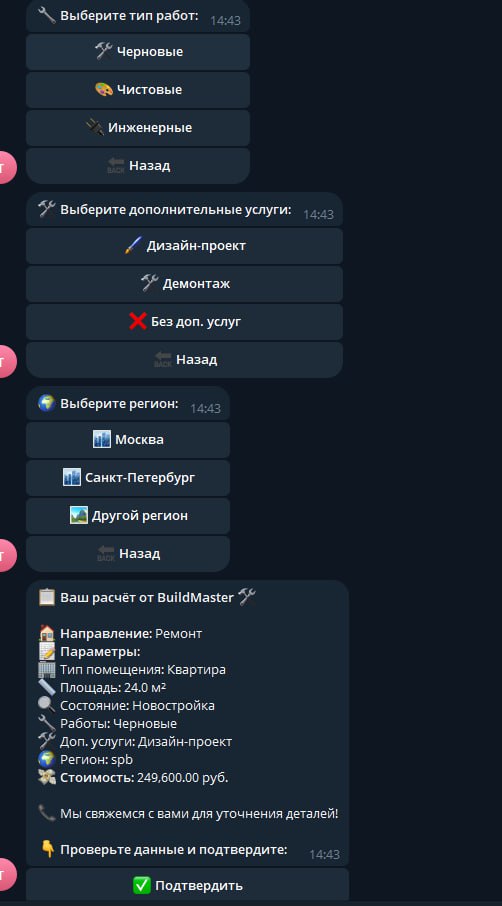 🔧 Выберите тип работ: 14:43
🛠 Черновые
🎨 Чистовые
🔌 Инженерные
🔙 Назад
🛠 Выберите дополнительные услуги: 14:43
🖌 Дизайн-проект
🛠 Демонтаж
❌ Без доп. услуг
🔙 Назад
🌍 Выберите регион: 14:43
🏙 Москва
🏙 Санкт-Петербург
🏞 Другой регион
🔙 Назад
📋 Ваш расчёт от BuildMaster 🛠
🏠 Направление: Ремонт
📝 Параметры:
🏢 Тип помещения: Квартира
📏 Площадь: 24.0 м²
🔍 Состояние: Новостройка
🔧 Работы: Черновые
🛠 Доп. услуги: Дизайн-проект
🌍 Регион: spb
💸 Стоимость: 249,600.00 руб.
📞 Мы свяжемся с вами для уточнения деталей!
👇 Проверьте данные и подтвердите: 14:43
✅ Подтвердить